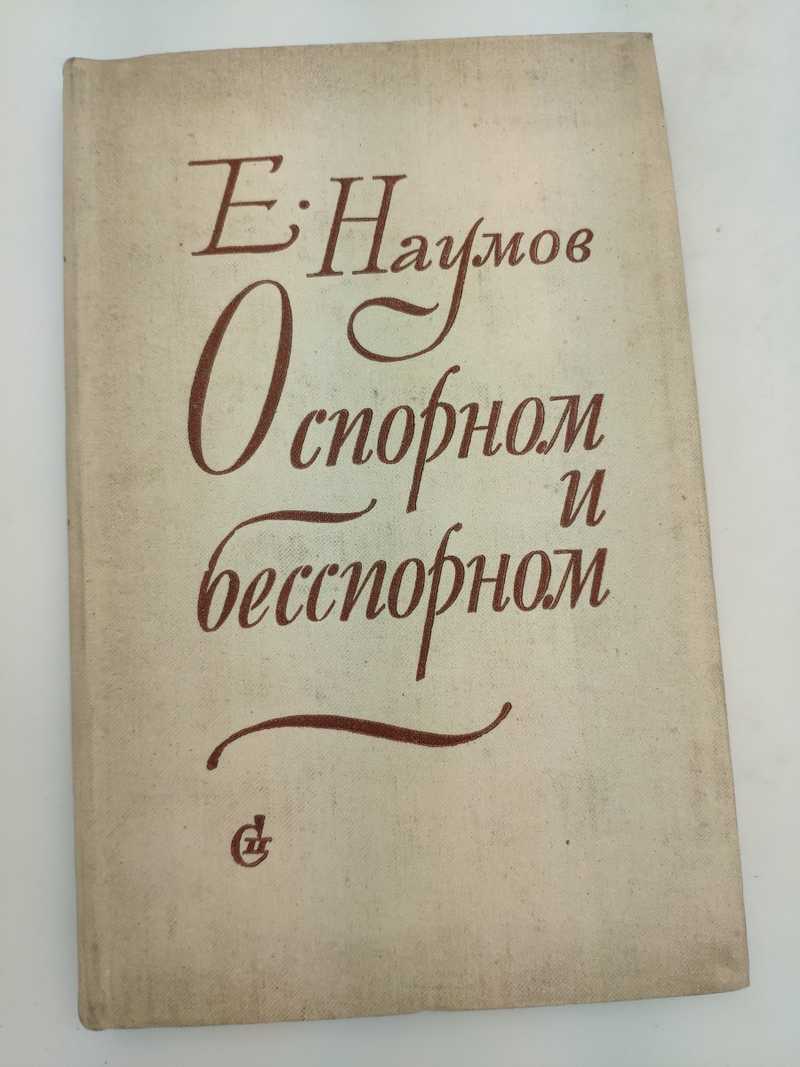 Е. Наумов
О спорном
и
бесспорном